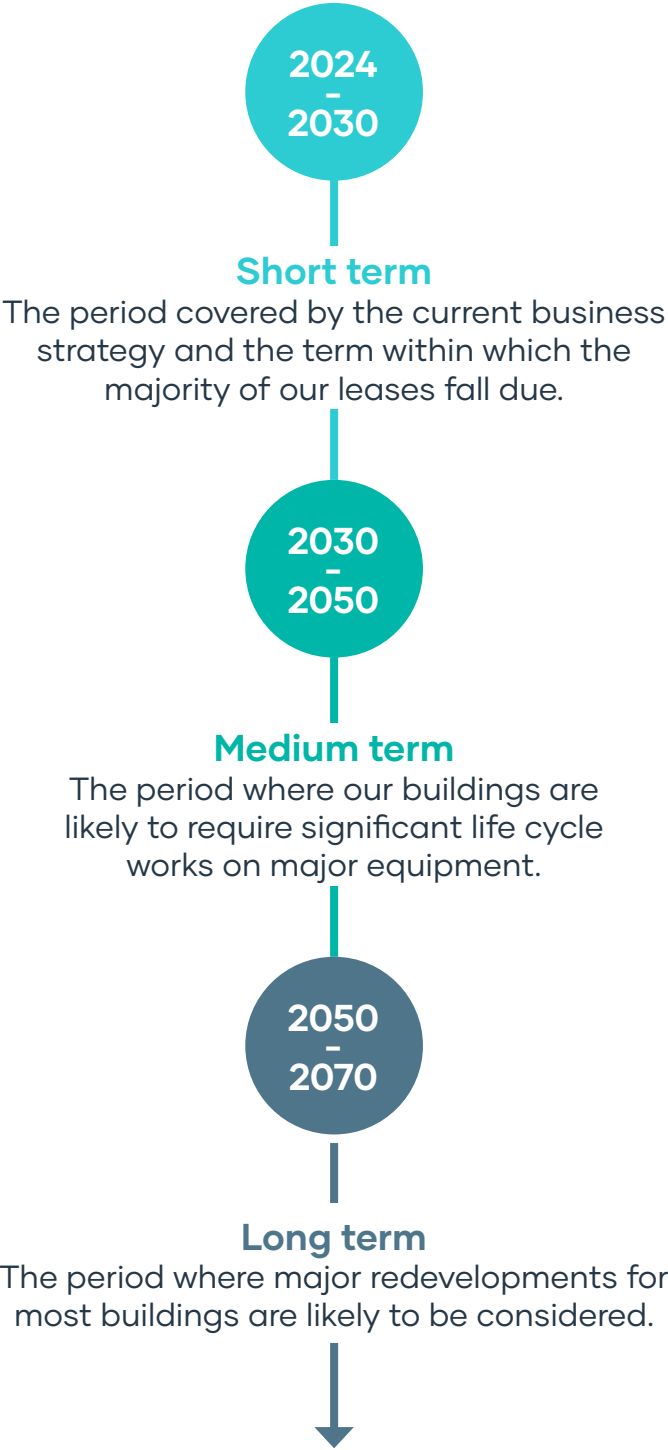 2024
-
2030
Short term
The period covered by the current business
strategy and the term within which the
majority of our leases fall due.
2030
-
2050
Medium term
The period where our buildings are
likely to require significant life cycle
works on major equipment.
2050
-
2070
Long term
The period where major redevelopments for
most buildings are likely to be considered.